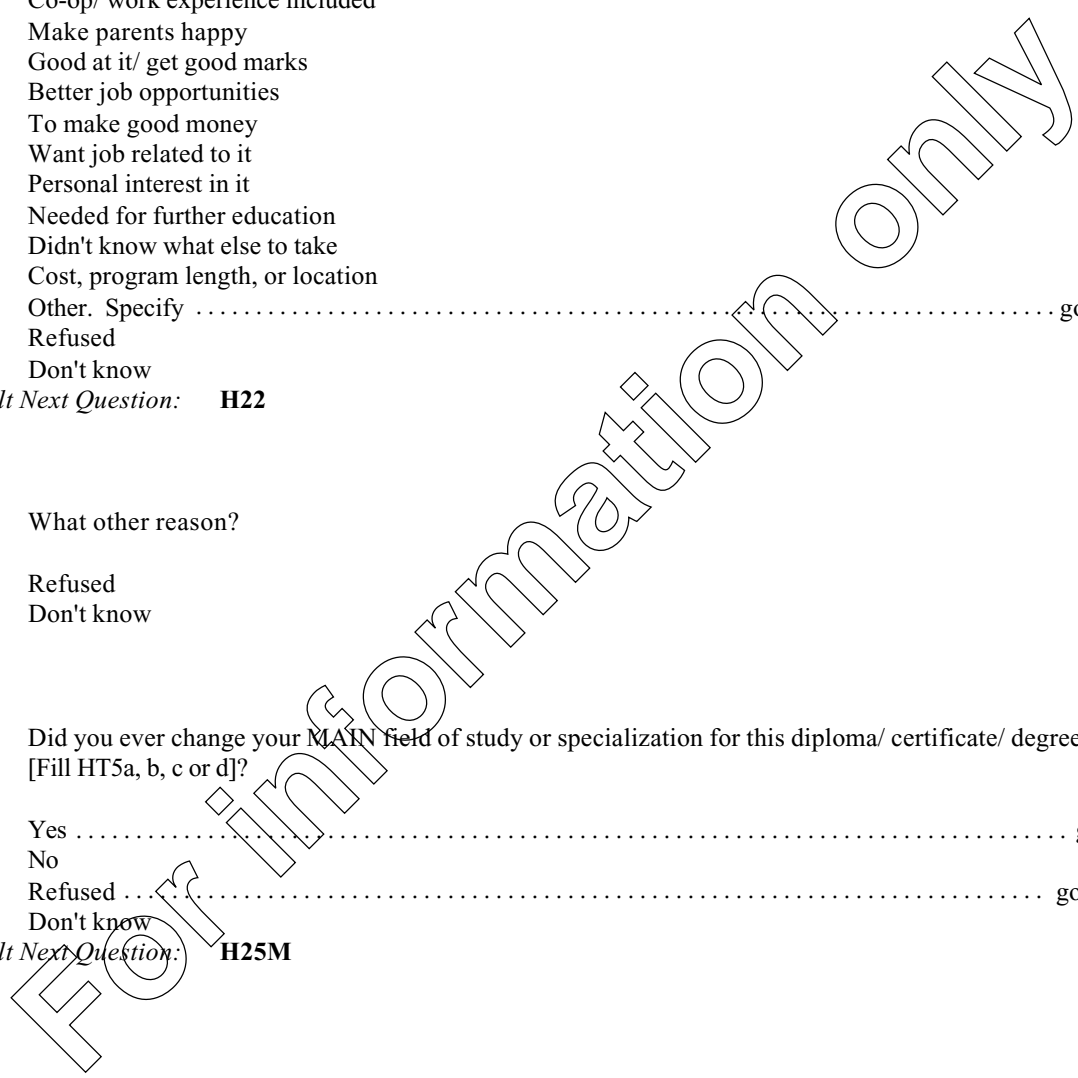 Co-op/ work experience included
Make parents happy
Good at it/ get good marks
Better job opportunities
To make good money
Want job related to it
Personal interest in it
Needed for further education
Didn't know what else to take
Cost, program length, or location
Other. Specify . . . . . . . . . . . . . . . . . . . . . . . . . . . . . . . . . . . . . . . . . . . . . . . . . . . . . . . . . . . . . . . . . . . . . . . . go
Refused
Don't know
lt Next Question: H22
What other reason?
Refused
Don't know
Did you ever change your MAIN field of study or specialization for this diploma/ certificate/ degree
[Fill HT5a, b, c or d]?
Yes . . . . . . . . . . . . . . . . . . . . . . . . . . . . . . . . . . . . . . . . . . . . . . . . . . . . . . . . . . . . . . . . . . . . . . . . . . . . . . . . . . g
No
Refused . . . . . . . . . . . . . . . . . . . . . . . . . . . . . . . . . . . . . . . . . . . . . . . . . . . . . . . . . . . . . . . . . . . . . . . . . . . . . go
Don't know
lt Next Question: H25M
For information only